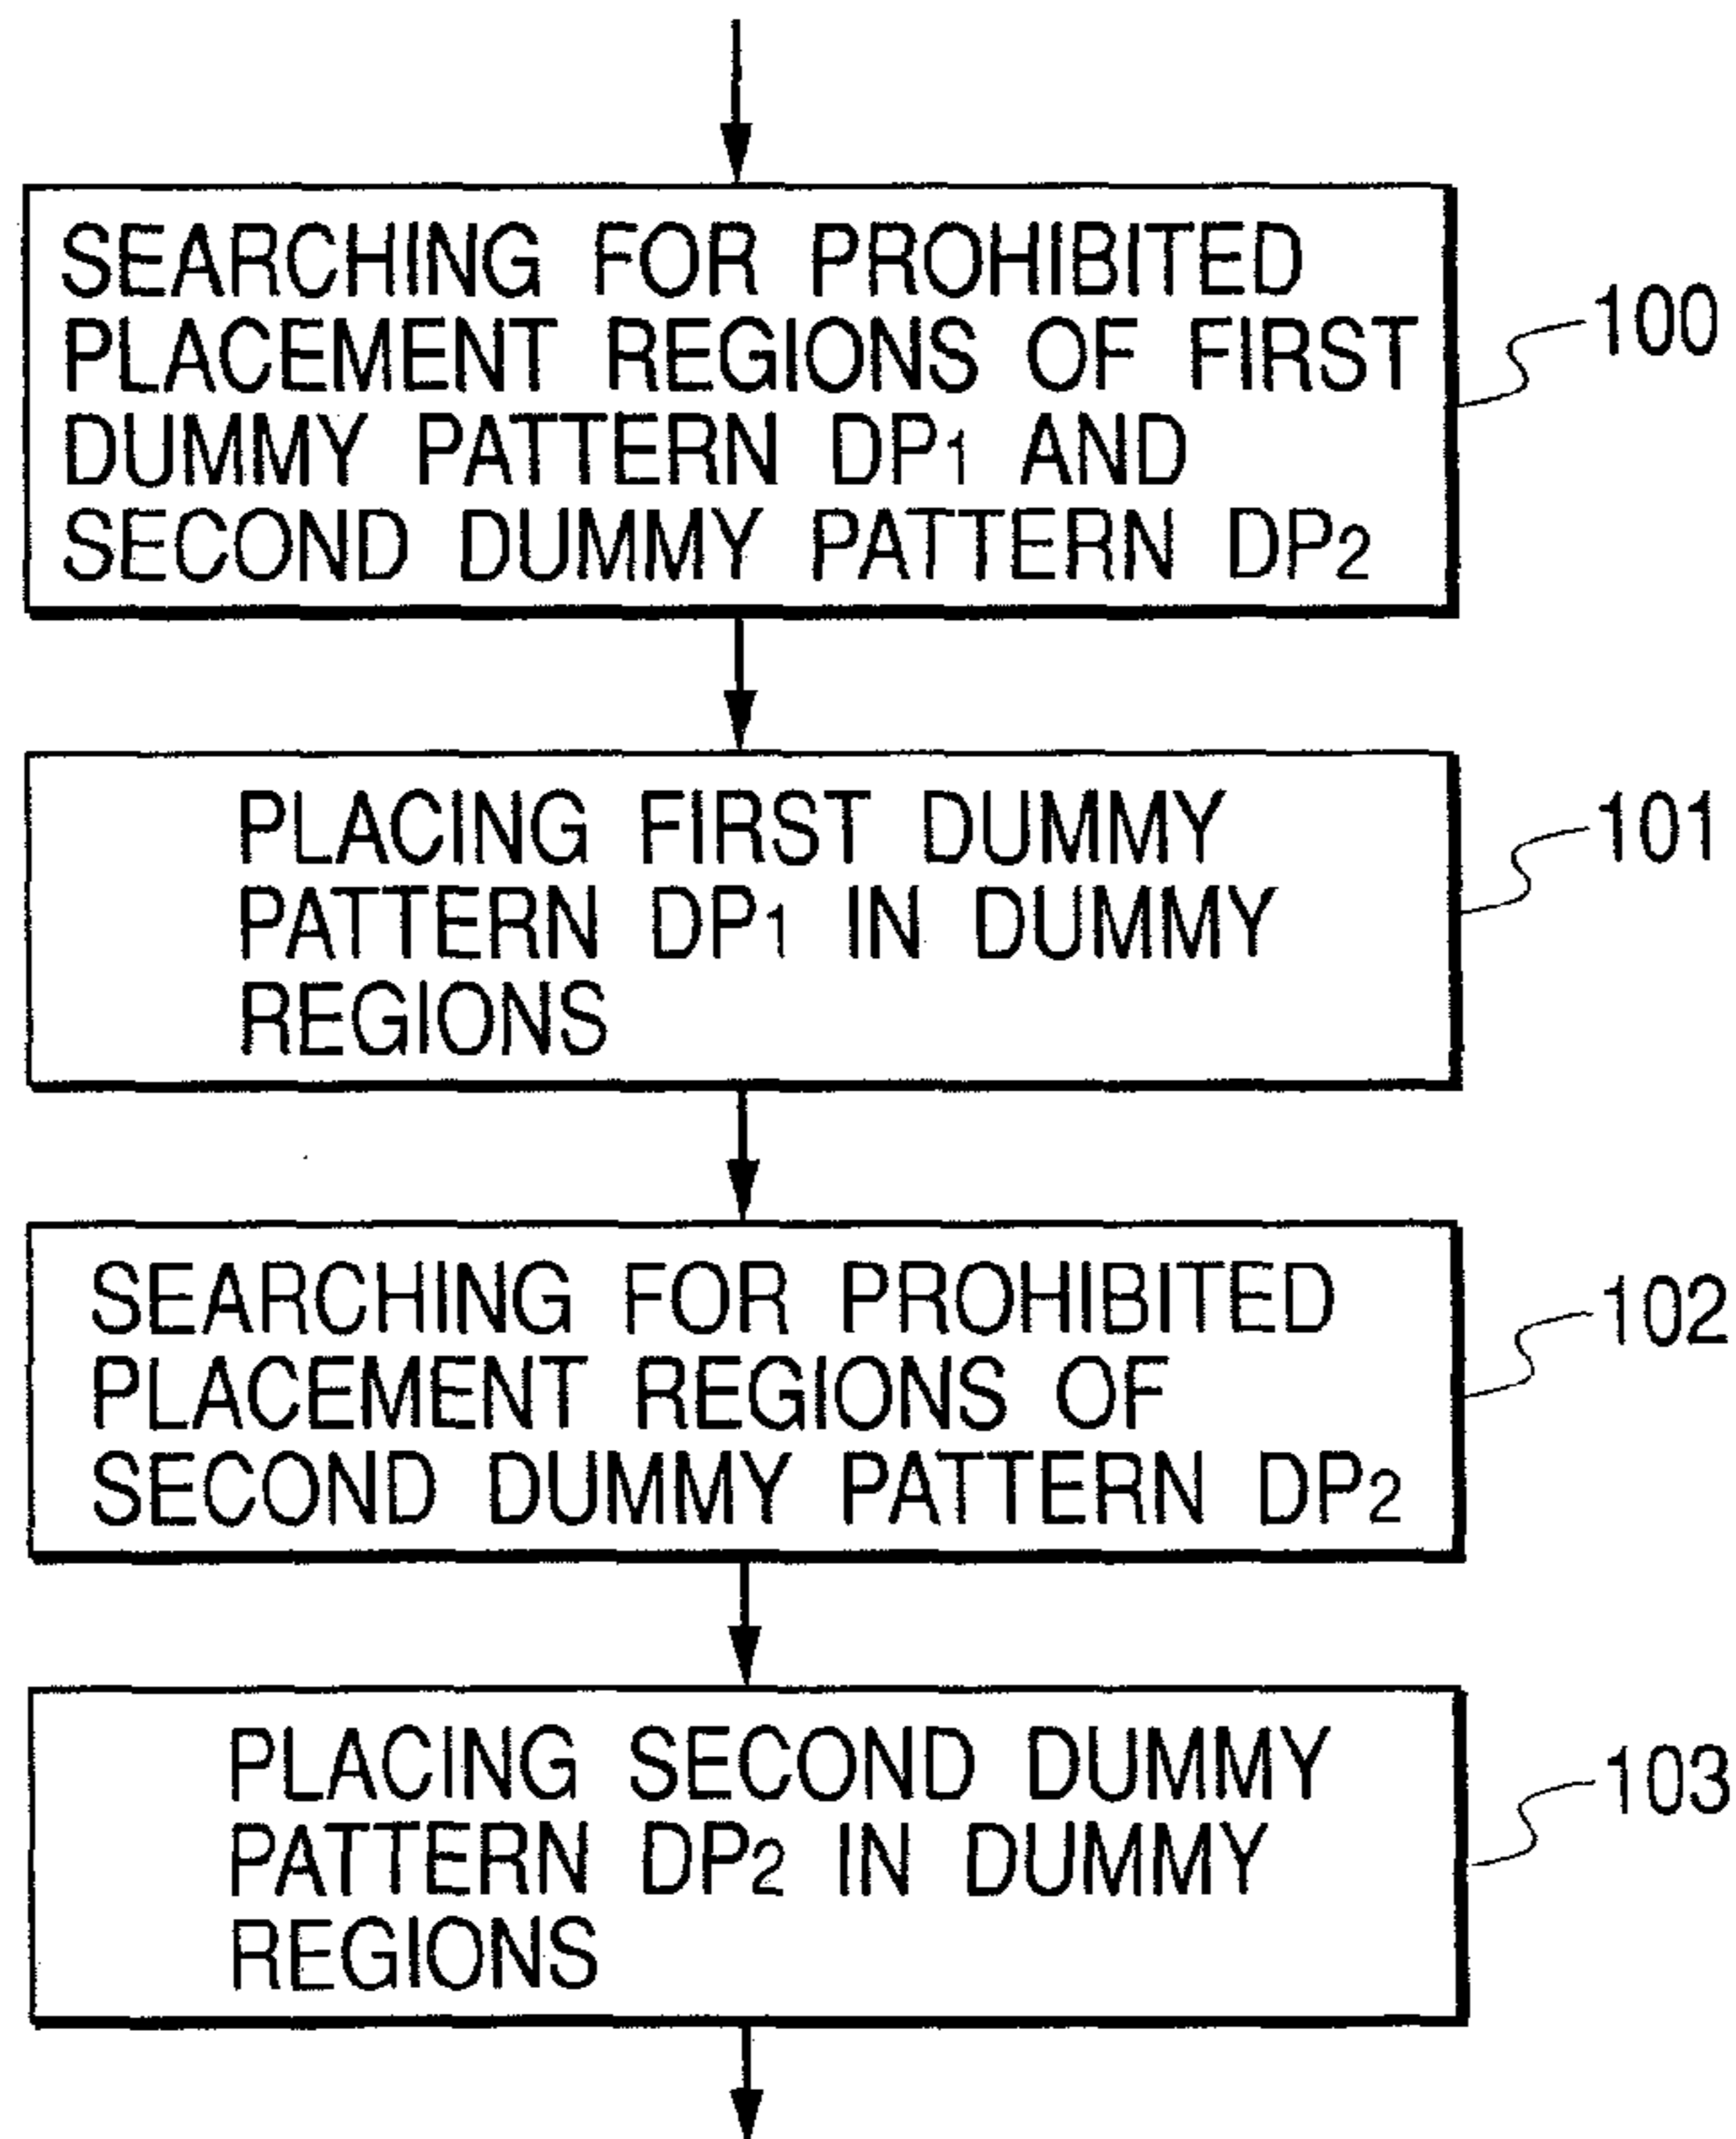 SEARCHING FOR PROHIBITED
PLACEMENT REGIONS OF FIRST
DUMMY PATTERN DP1 AND
SECOND DUMMY PATTERN DP2
100
PLACING FIRST DUMMY
PATTERN DP1 IN DUMMY
REGIONS
101
SEARCHING FOR PROHIBITED
PLACEMENT REGIONS OF
SECOND DUMMY PATTERN DP2
102
PLACING SECOND DUMMY
PATTERN DP2 IN DUMMY
REGIONS
103